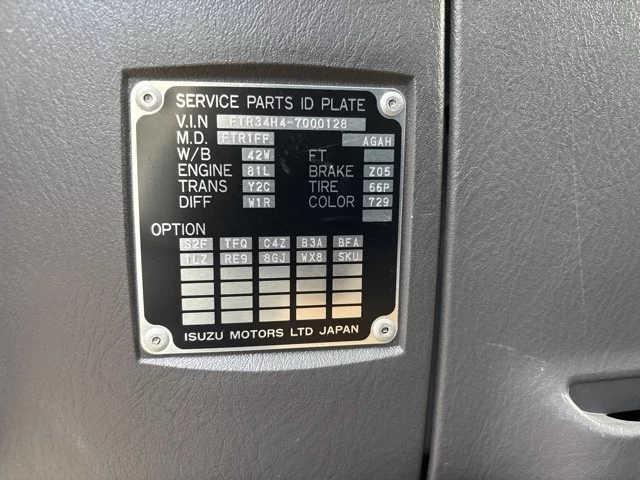 SERVICE PARTS ID PLATE
V.I.N FTR34H4-7000128
M.D. FTR1FF AGAH
W/B 42W FT
ENGINE 81L BRAKE Z05
TRANS Y2C TIRE 66P
DIFF W1R COLOR 729
OPTION
S2F TFQ C4Z B3A BFA
TLZ RE9 8GJ WX8 SKU
ISUZU MOTORS LTD JAPAN